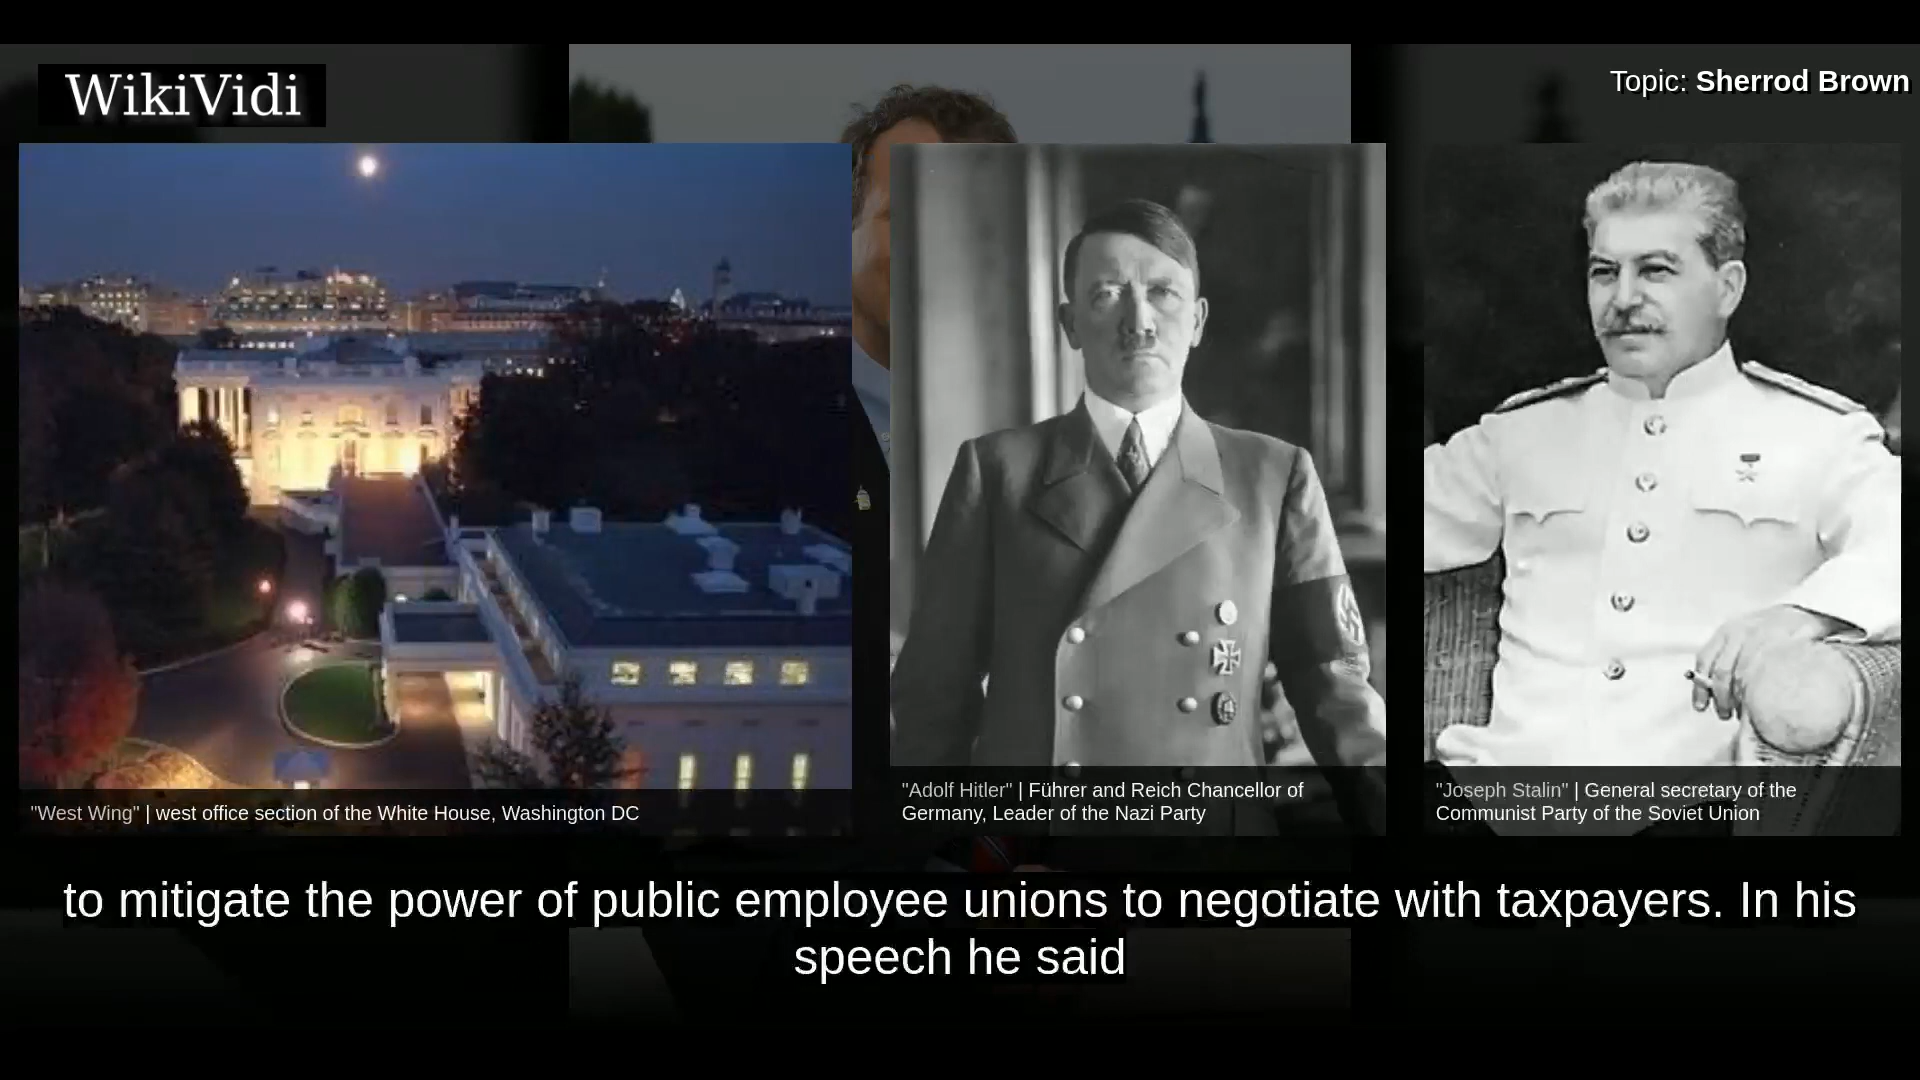 WikiVidi
Topic: Sherrod Brown
"West Wing" | west office section of the White House, Washington DC
"Adolf Hitler" | Führer and Reich Chancellor of
Germany, Leader of the Nazi Party
"Joseph Stalin" | General secretary of the
Communist Party of the Soviet Union
to mitigate the power of public employee unions to negotiate with taxpayers. In his
speech he said